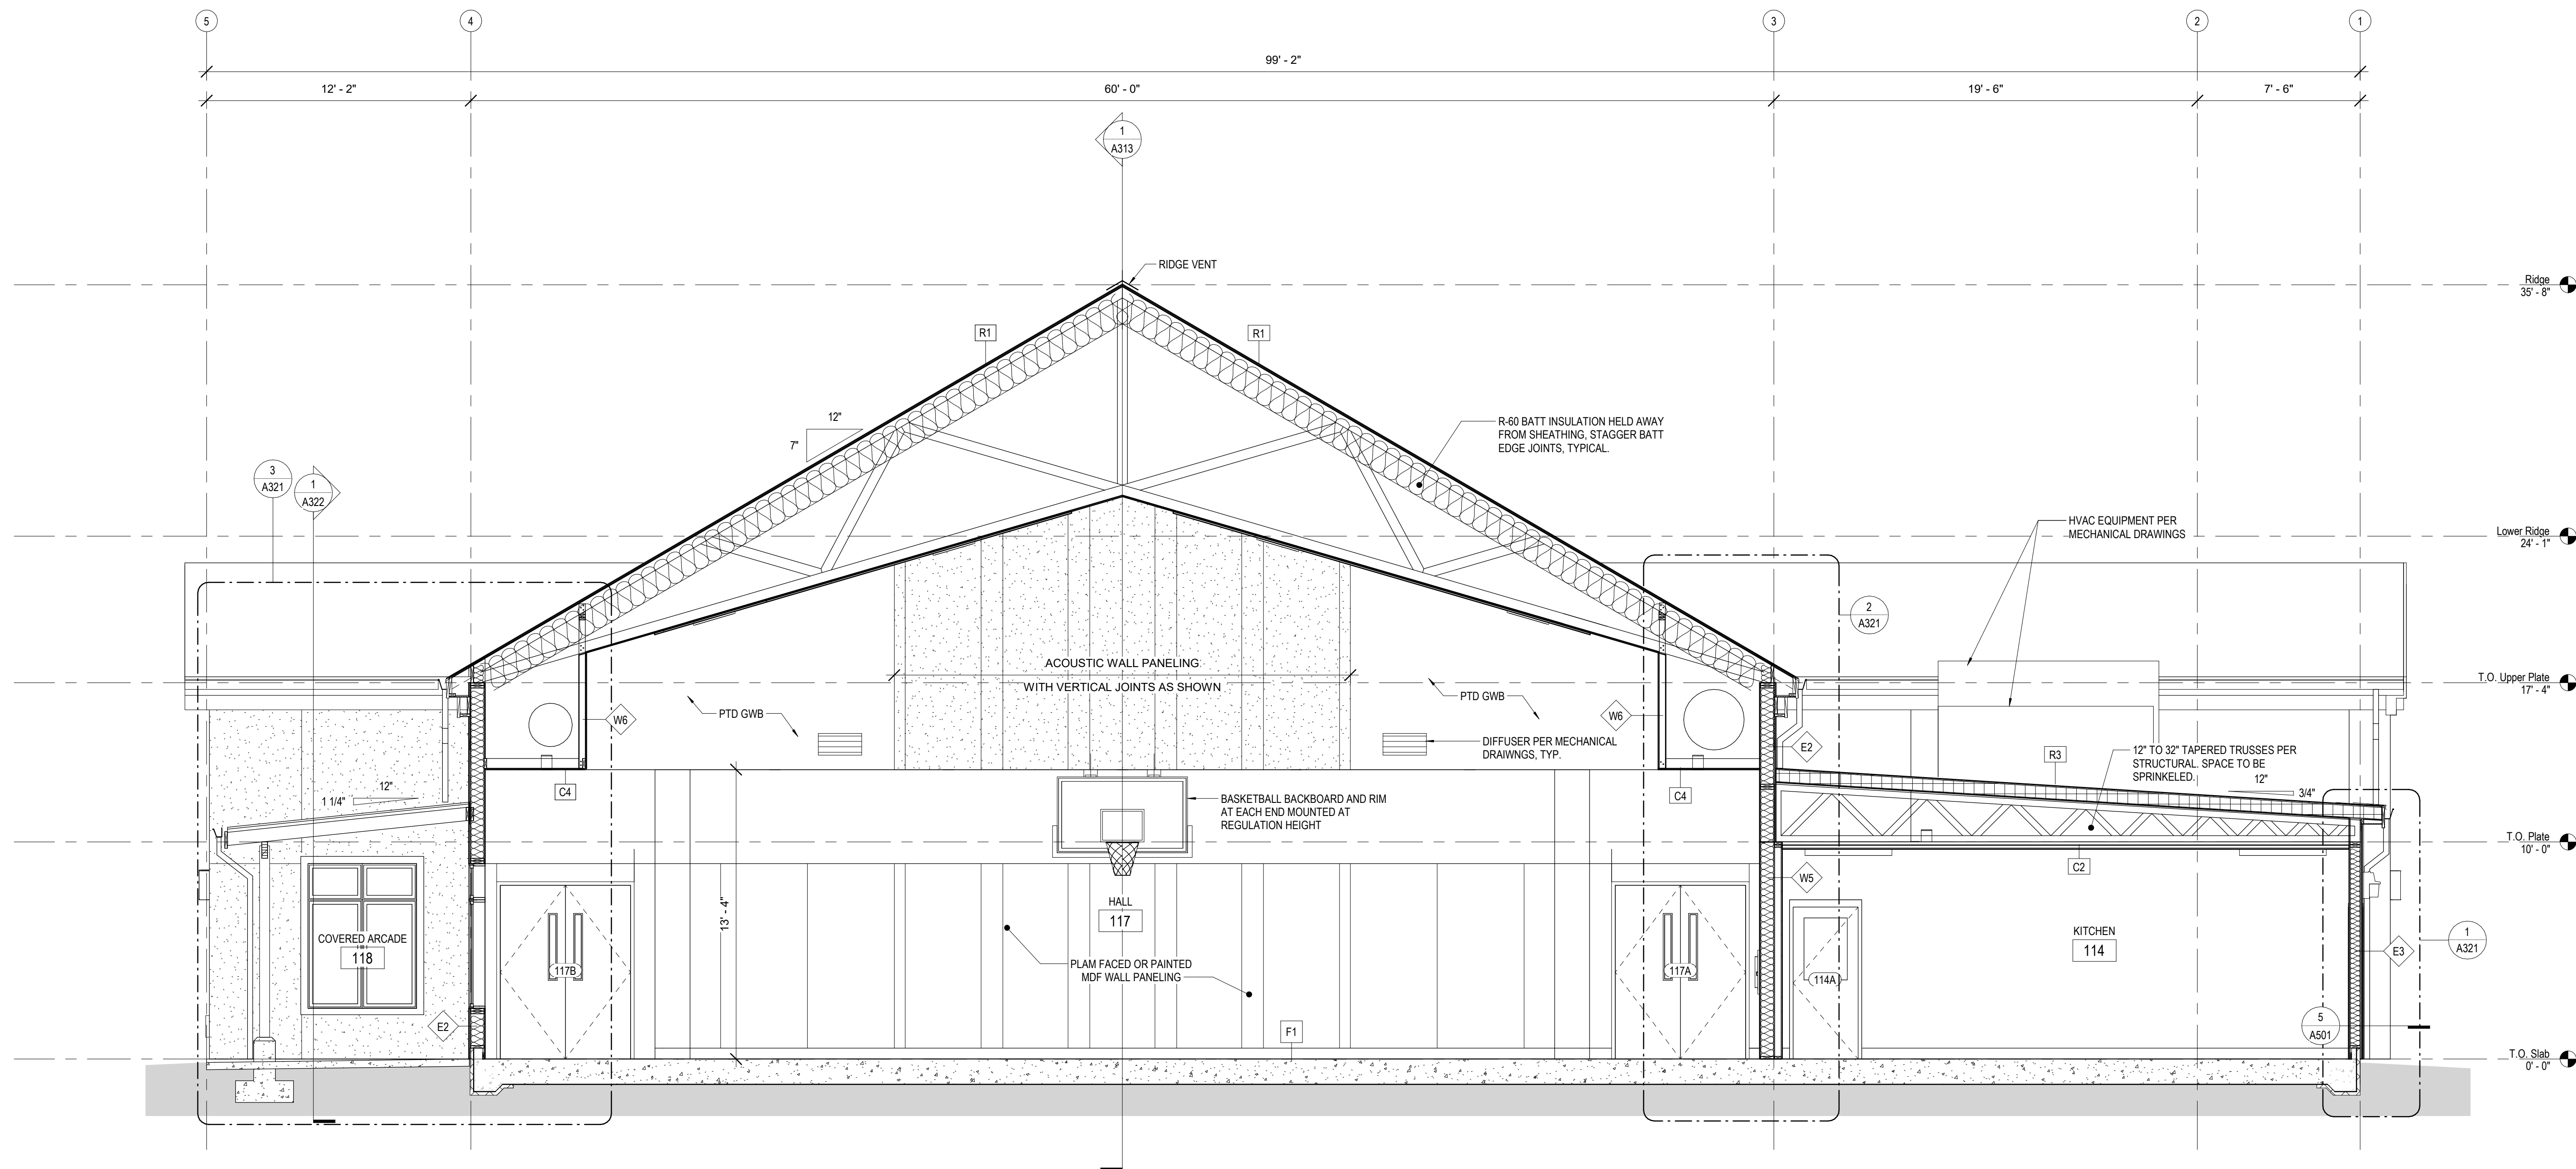 5
4
3
2
1
99' - 2"
12' - 2"
60' - 0"
19' - 6"
7' - 6"
1
A313
RIDGE VENT
Ridge
35' - 8"
R1
R1
12"
7"
R-60 BATT INSULATION HELD AWAY
FROM SHEATHING, STAGGER BATT
EDGE JOINTS, TYPICAL.
3
A321
1
A322
HVAC EQUIPMENT PER
MECHANICAL DRAWINGS
Lower Ridge
24' - 1"
2
A321
ACOUSTIC WALL PANELING
WITH VERTICAL JOINTS AS SHOWN
T.O. Upper Plate
17' - 4"
PTD GWB
PTD GWB
W6
W6
DIFFUSER PER MECHANICAL
DRAIWNGS, TYP.
E2
R3
12" TO 32" TAPERED TRUSSES PER
STRUCTURAL. SPACE TO BE
SPRINKELED.
12"
3/4"
12"
1 1/4"
C4
C4
BASKETBALL BACKBOARD AND RIM
AT EACH END MOUNTED AT
REGULATION HEIGHT
T.O. Plate
10' - 0"
C2
W5
13' - 4"
HALL
117
COVERED ARCADE
118
KITCHEN
114
1
A321
E3
PLAM FACED OR PAINTED
MDF WALL PANELING
117B
117A
114A
E2
F1
5
A501
T.O. Slab
0' - 0"